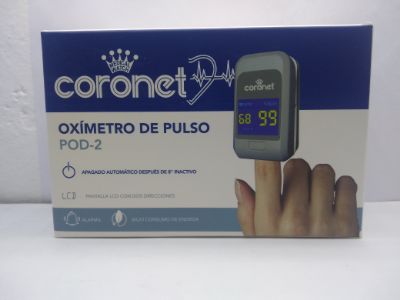 coronet
coronet
68 99
OXÍMETRO DE PULSO
POD-2
APAGADO AUTOMÁTICO DESPUÉS DE 8" INACTIVO
LCD
PANTALLA LCD CON DOS DIRECCIONES
ALARMA
BAJO CONSUMO DE ENERGÍA